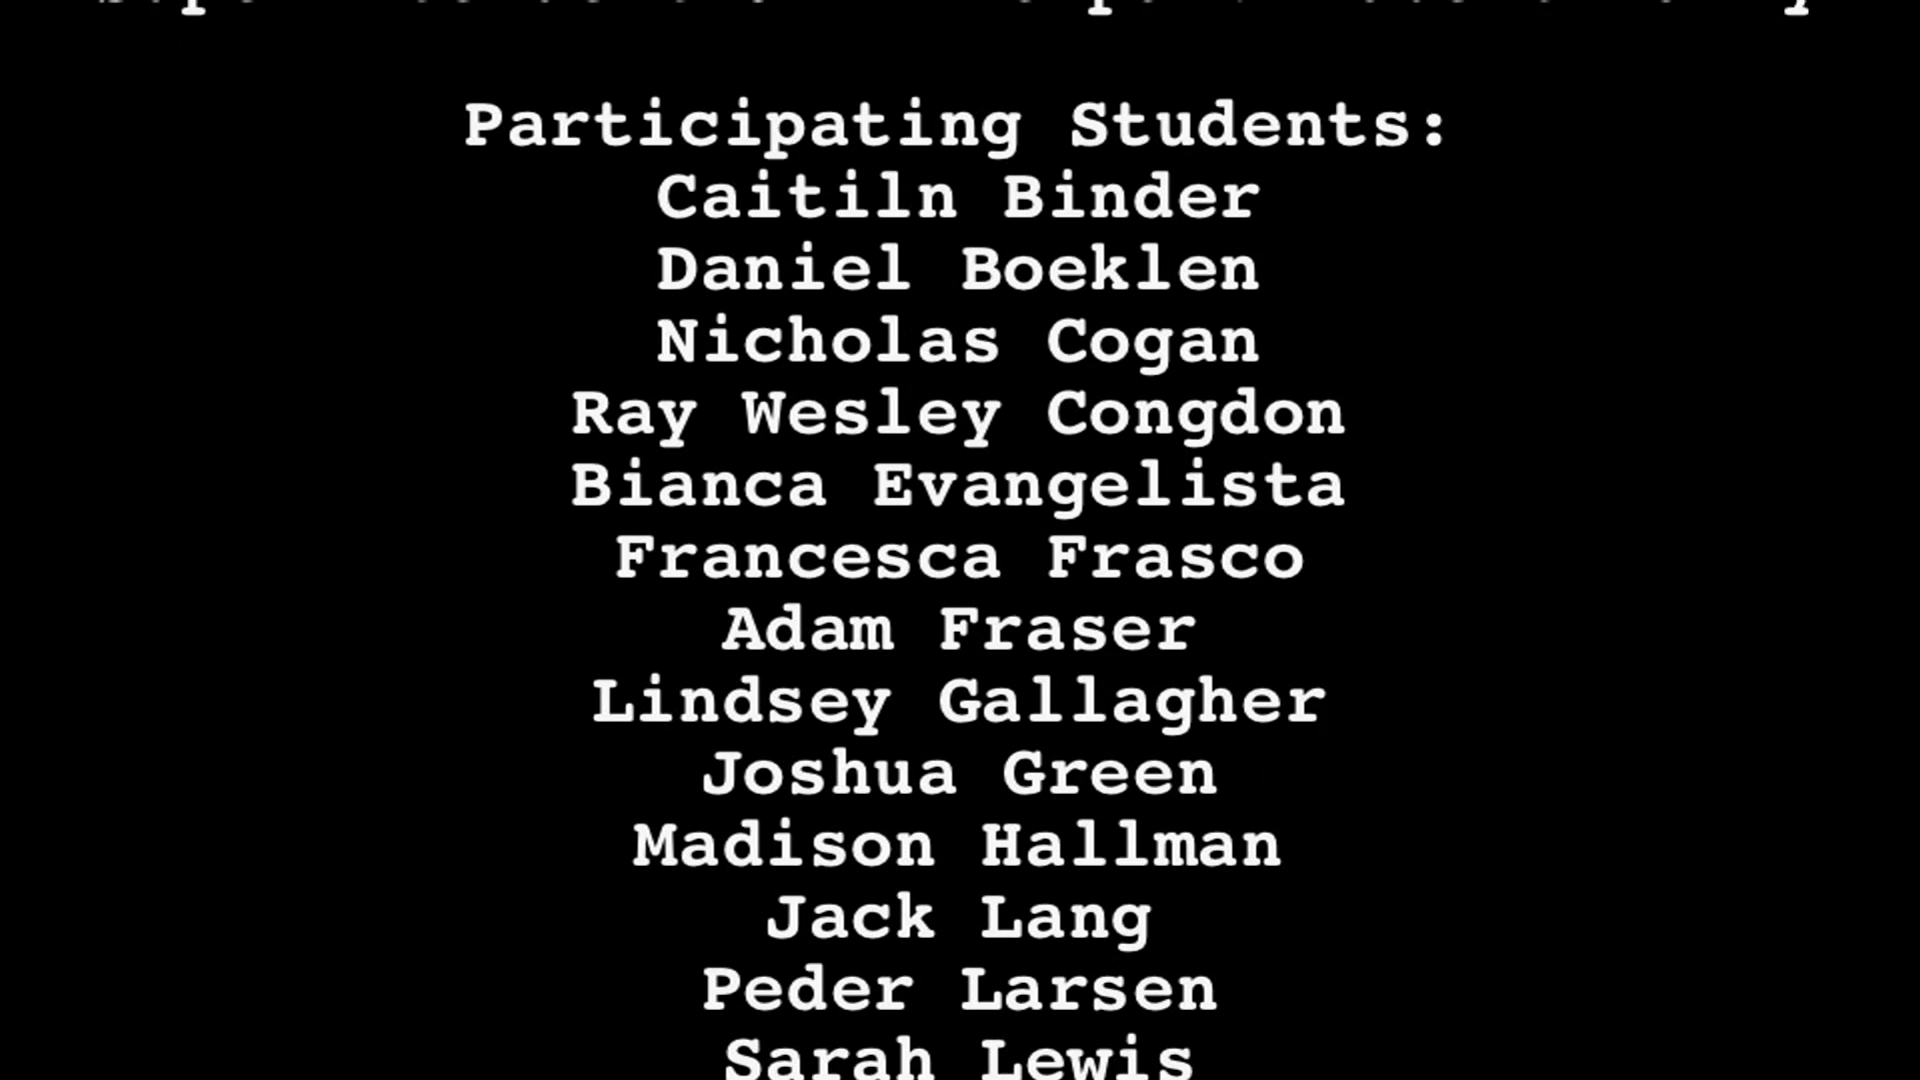 Participating Students:
Caitiln Binder
Daniel Boeklen
Nicholas Cogan
Ray Wesley Congdon
Bianca Evangelista
Francesca Frasco
Adam Fraser
Lindsey Gallagher
Joshua Green
Madison Hallman
Jack Lang
Peder Larsen
Sarah Lewis